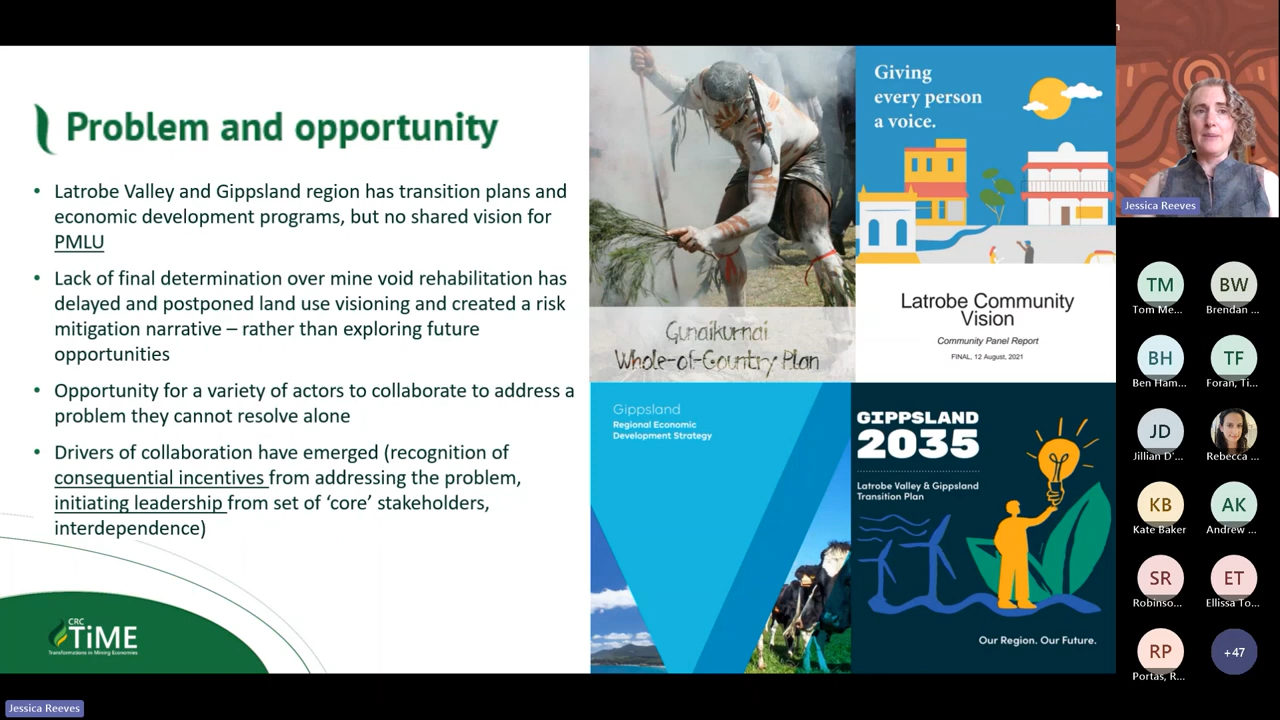 Problem and opportunity
• Latrobe Valley and Gippsland region has transition plans and
economic development programs, but no shared vision for
PMLU
• Lack of final determination over mine void rehabilitation has
delayed and postponed land use visioning and created a risk
mitigation narrative – rather than exploring future
opportunities
• Opportunity for a variety of actors to collaborate to address a
problem they cannot resolve alone
• Drivers of collaboration have emerged (recognition of
consequential incentives from addressing the problem,
initiating leadership from set of ‘core’ stakeholders,
interdependence)
CRC
TiME
Transformations in Mining Economies
Gunaikurnai
Whole-of-Country Plan
Giving
every person
a voice.
Latrobe Community
Vision
Community Panel Report
FINAL, 12 August, 2021
Gippsland
Regional Economic
Development Strategy
GIPPSLAND
2035
Latrobe Valley & Gippsland
Transition Plan
Our Region. Our Future.
Jessica Reeves
TM
Tom Me...
BW
Brendan ...
BH
Ben Ham...
TF
Foran, Ti...
JD
Jillian D'...
Rebecca ...
KB
Kate Baker
AK
Andrew ...
SR
Robinso...
ET
Ellissa To...
RP
Portas, R...
+47
Jessica Reeves